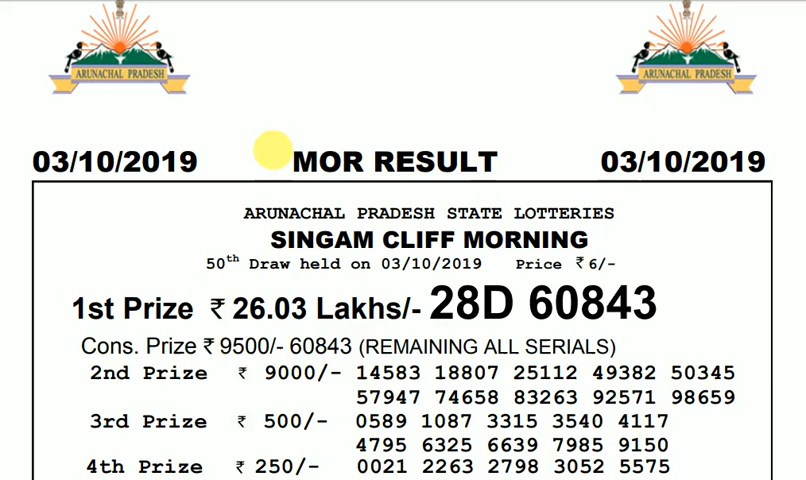 ARUNACHAL PRADESH ARUNACHAL PRADESH
03/10/2019 MOR RESULT 03/10/2019
ARUNACHAL PRADESH STATE LOTTERIES
SINGAM CLIFF MORNING
50th Draw held on 03/10/2019 Price ₹ 6/-
1st Prize ₹ 26.03 Lakhs/- 28D 60843
Cons. Prize ₹ 9500/- 60843 (REMAINING ALL SERIALS)
2nd Prize ₹ 9000/- 14583 18807 25112 49382 50345
57947 74658 83263 92571 98659
3rd Prize ₹ 500/- 0589 1087 3315 3540 4117
4795 6325 6639 7985 9150
4th Prize ₹ 250/- 0021 2263 2798 3052 5575